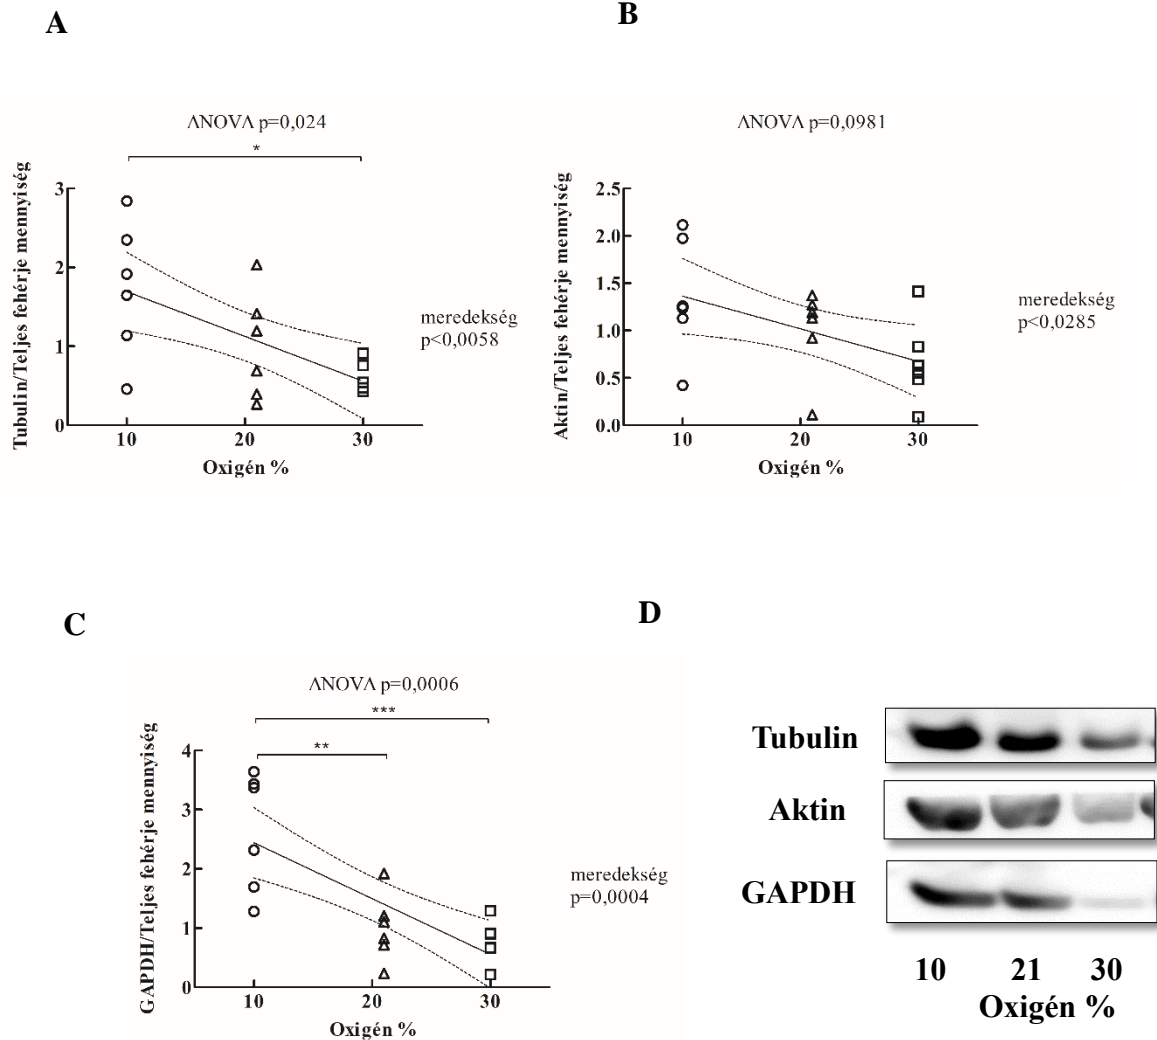 A
B
ANOVA p=0,024
*
Tubulin/Teljes fehérje mennyiség
3
2
1
0
10
20
30
Oxigén %
meredekség
p<0,0058
ANOVA p=0,0981
Aktin/Teljes fehérje mennyiség
2.5
2.0
1.5
1.0
0.5
0.0
10
20
30
Oxigén %
meredekség
p<0,0285
C
D
ANOVA p=0,0006
***
**
GAPDH/Teljes fehérje mennyiség
4
3
2
1
0
10
20
30
Oxigén %
meredekség
p=0,0004
Tubulin
Aktin
GAPDH
10 21 30
Oxigén %